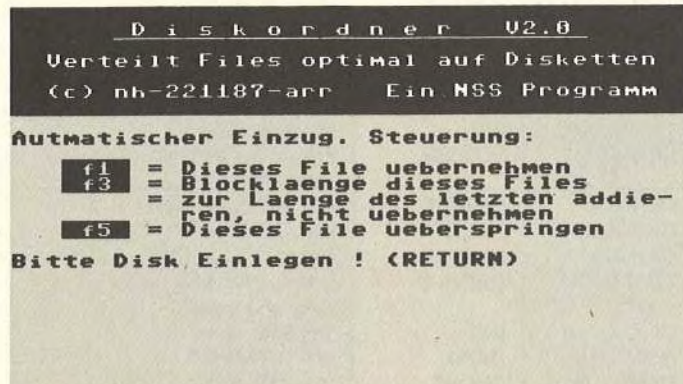 D i s k o r d n e r   V2.0
Verteilt Files optimal auf Disketten
(c) nh-221187-arr   Ein NSS Programm
Autmatischer Einzug. Steuerung:
f1 = Dieses File uebernehmen
f3 = Blocklaenge dieses Files
= zur Laenge des letzten addie-
ren, nicht uebernehmen
f5 = Dieses File ueberspringen
Bitte Disk Einlegen ! (RETURN)